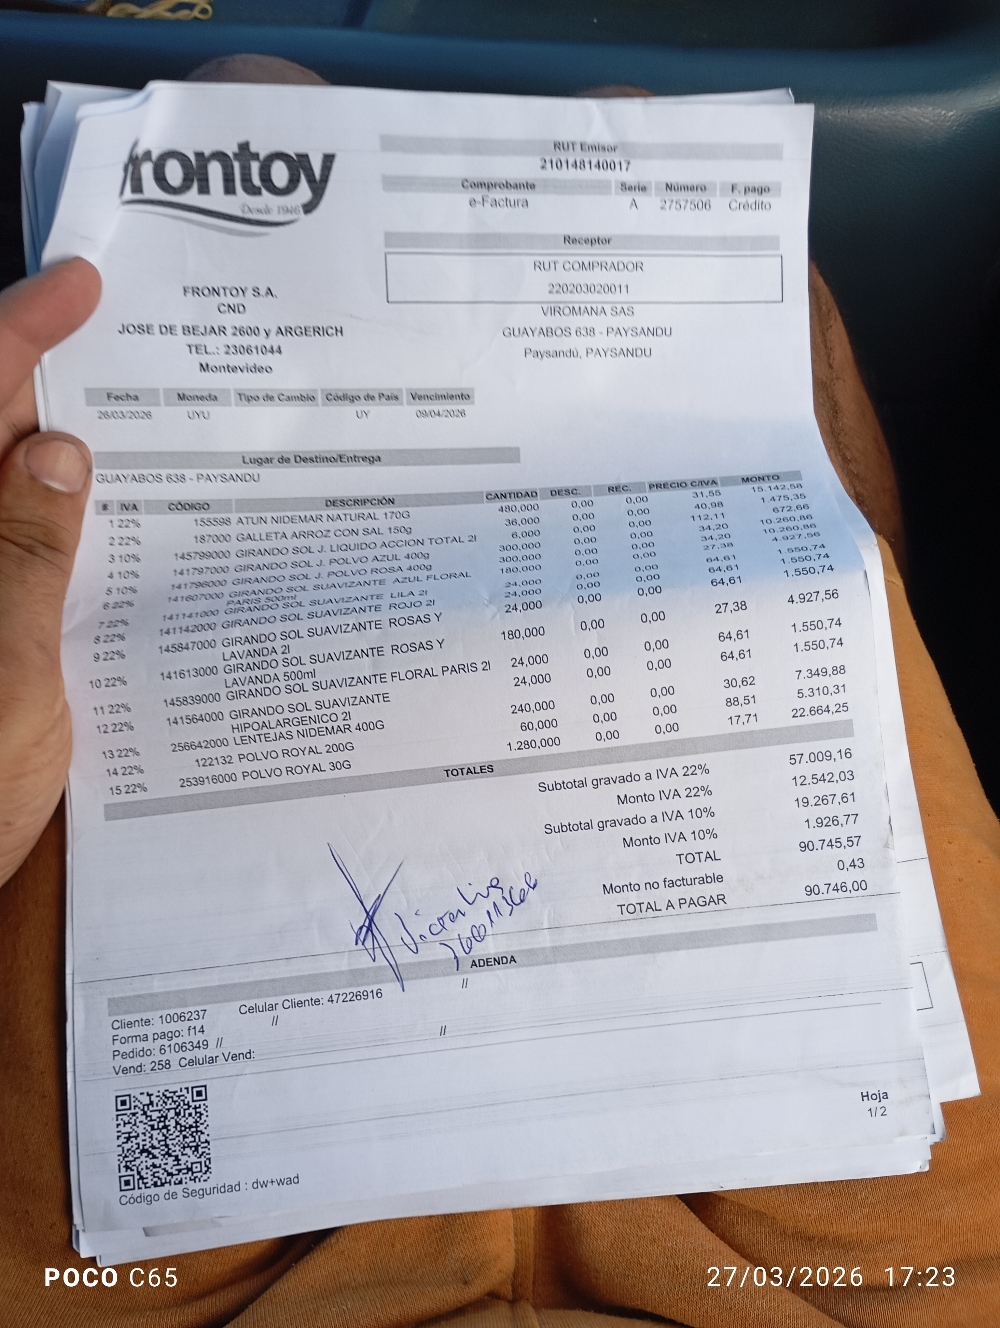 frontoy
Desde 1946
RUT Emisor
210148140017
Comprobante Serie Número F. pago
e-Factura A 2757506 Crédito
Receptor
RUT COMPRADOR
220203020011
VIROMANA SAS
GUAYABOS 638 - PAYSANDU
Paysandú, PAYSANDU
FRONTOY S.A.
CND
JOSE DE BEJAR 2600 y ARGERICH
TEL.: 23061044
Montevideo
Fecha Moneda Tipo de Cambio Código de País Vencimiento
26/03/2026 UYU UY 09/04/2026
Lugar de Destino/Entrega
GUAYABOS 638 - PAYSANDU
# IVA CÓDIGO DESCRIPCIÓN CANTIDAD DESC. REC. PRECIO C/IVA MONTO
1 22% 155598 ATUN NIDEMAR NATURAL 170G 480,000 0,00 0,00 31,55 15.142,58
2 22% 187000 GALLETA ARROZ CON SAL 150g 36,000 0,00 0,00 40,98 1.475,35
3 10% 145799000 GIRANDO SOL J. LIQUIDO ACCION TOTAL 2l 6,000 0,00 0,00 112,11 672,66
4 10% 141797000 GIRANDO SOL J. POLVO AZUL 400g 300,000 0,00 0,00 34,20 10.260,86
5 10% 141796000 GIRANDO SOL J. POLVO ROSA 400g 300,000 0,00 0,00 34,20 10.260,86
6 22% 141607000 GIRANDO SOL SUAVIZANTE AZUL FLORAL PARIS 500ml 180,000 0,00 0,00 27,38 4.927,56
7 22% 141141000 GIRANDO SOL SUAVIZANTE LILA 2l 24,000 0,00 0,00 64,61 1.550,74
8 22% 141142000 GIRANDO SOL SUAVIZANTE ROJO 2l 24,000 0,00 0,00 64,61 1.550,74
9 22% 145847000 GIRANDO SOL SUAVIZANTE ROSAS Y LAVANDA 2l 24,000 0,00 0,00 64,61 1.550,74
10 22% 141613000 GIRANDO SOL SUAVIZANTE ROSAS Y LAVANDA 500ml 180,000 0,00 0,00 27,38 4.927,56
11 22% 145839000 GIRANDO SOL SUAVIZANTE FLORAL PARIS 2l 24,000 0,00 0,00 64,61 1.550,74
12 22% 141564000 GIRANDO SOL SUAVIZANTE HIPOALARGENICO 2l 24,000 0,00 0,00 64,61 1.550,74
13 22% 256642000 LENTEJAS NIDEMAR 400G 240,000 0,00 0,00 30,62 7.349,88
14 22% 122132 POLVO ROYAL 200G 60,000 0,00 0,00 88,51 5.310,31
15 22% 253916000 POLVO ROYAL 30G 1.280,000 0,00 0,00 17,71 22.664,25
TOTALES
Subtotal gravado a IVA 22% 57.009,16
Monto IVA 22% 12.542,03
Subtotal gravado a IVA 10% 19.267,61
Monto IVA 10% 1.926,77
TOTAL 90.745,57
Monto no facturable 0,43
TOTAL A PAGAR 90.746,00
ADENDA
Cliente: 1006237 Celular Cliente: 47226916 //
Forma pago: f14 //
Pedido: 6106349 // //
Vend: 258 Celular Vend:
Hoja
1/2
Código de Seguridad : dw+wad
POCO C65
27/03/2026 17:23